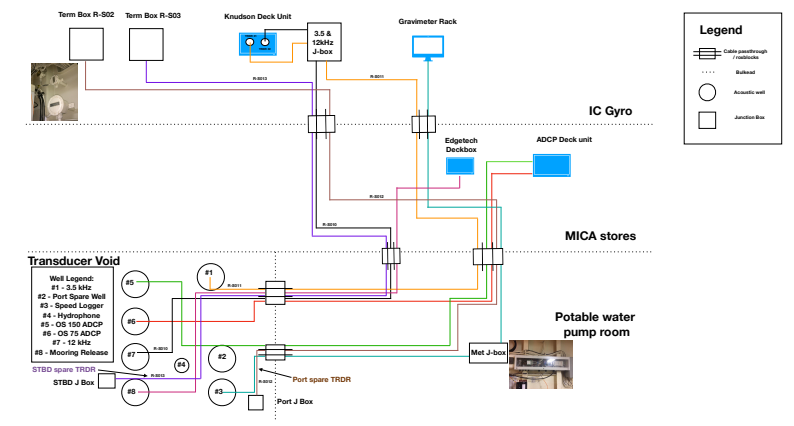 Term Box R-S02
Term Box R-S03
Knudson Deck Unit
Gravimeter Rack
3.5 &
12kHz
J-box
Legend
Cable passthrough
/ roxblocks
Bulkead
Acoustic well
Junction Box
R-S013
R-S011
IC Gyro
Edgetech
Deckbox
ADCP Deck unit
R-S012
R-S010
MICA stores
Transducer Void
Well Legend:
#1 - 3.5 kHz
#2 - Port Spare Well
#3 - Speed Logger
#4 - Hydrophone
#5 - OS 150 ADCP
#6 - OS 75 ADCP
#7 - 12 kHz
#8 - Mooring Release
#1
#5
R-S011
#6
Potable water
pump room
#7
R-S010
#4
#2
Met J-box
STBD spare TRDR
R-S013
STBD J Box
#8
#3
R-S012
Port spare TRDR
Port J Box